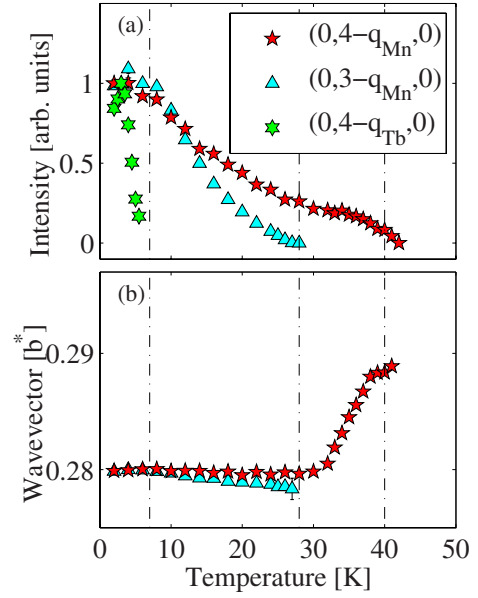 (a)
(0,4−q_Mn,0)
(0,3−q_Mn,0)
(0,4−q_Tb,0)
Intensity [arb. units]
1
0.5
0
(b)
Wavevector [b*]
0.29
0.28
0 10 20 30 40 50
Temperature [K]